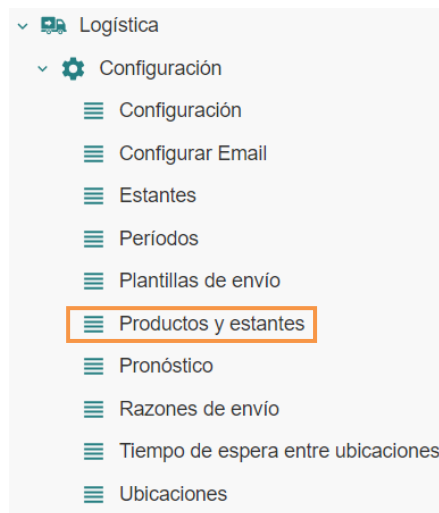 Logística
Configuración
Configuración
Configurar Email
Estantes
Períodos
Plantillas de envío
Productos y estantes
Pronóstico
Razones de envío
Tiempo de espera entre ubicaciones
Ubicaciones